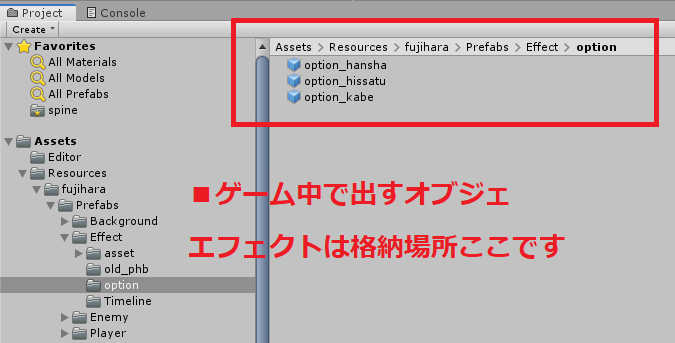 Project
Console
Create
Favorites
All Materials
All Models
All Prefabs
spine
Assets
Editor
Resources
fujihara
Prefabs
Background
Effect
asset
old_phb
option
Timeline
Enemy
Player
Assets > Resources > fujihara > Prefabs > Effect > option
option_hansha
option_hissatu
option_kabe
■ゲーム中で出すオブジェ
エフェクトは格納場所ここです